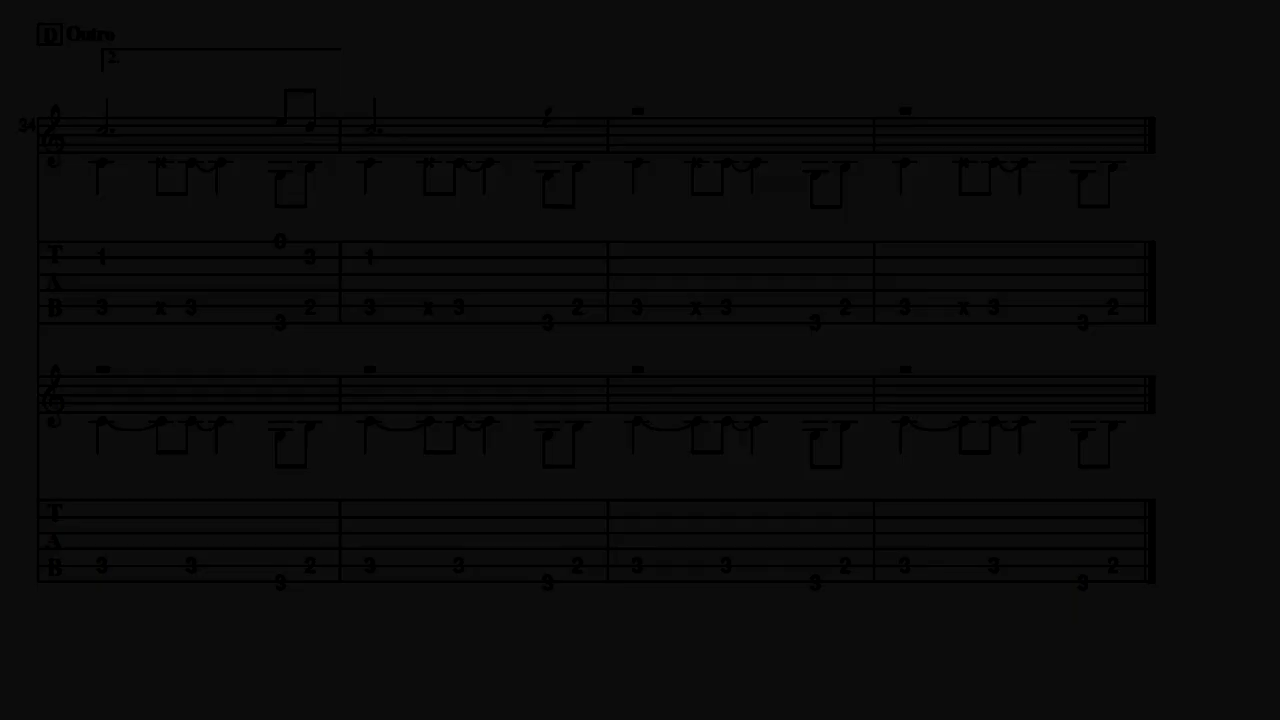 D Outro
2.
34
0
T 1 3 1
A
B 3 x 3 2 3 x 3 2 3 x 3 2 3 x 3 2
3 3 3 3
T
A
B 3 3 2 3 3 2 3 3 2 3 3 2
3 3 3 3